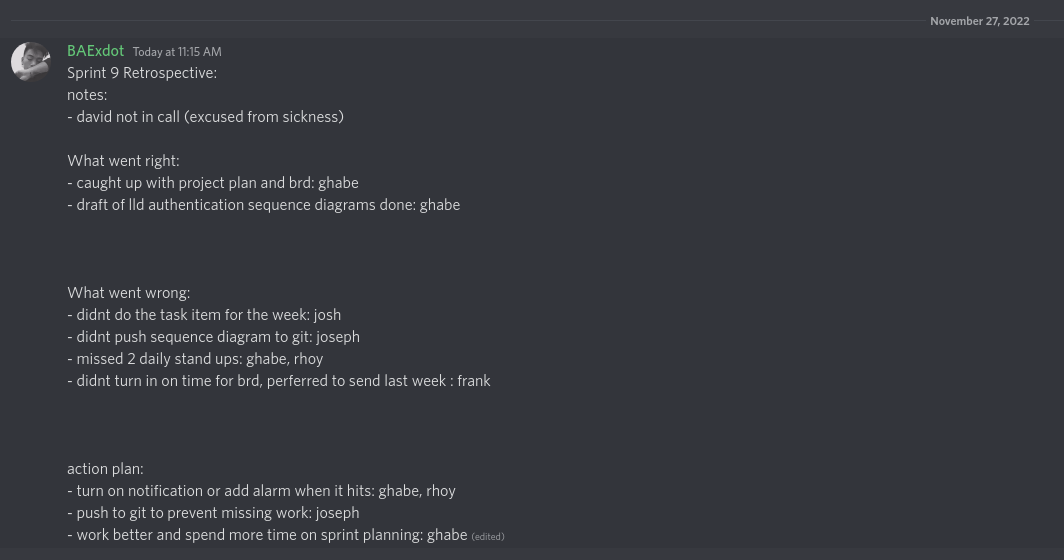 November 27, 2022
BAExdot Today at 11:15 AM
Sprint 9 Retrospective:
notes:
- david not in call (excused from sickness)
What went right:
- caught up with project plan and brd: ghabe
- draft of lld authentication sequence diagrams done: ghabe
What went wrong:
- didnt do the task item for the week: josh
- didnt push sequence diagram to git: joseph
- missed 2 daily stand ups: ghabe, rhoy
- didnt turn in on time for brd, perferred to send last week : frank
action plan:
- turn on notification or add alarm when it hits: ghabe, rhoy
- push to git to prevent missing work: joseph
- work better and spend more time on sprint planning: ghabe (edited)